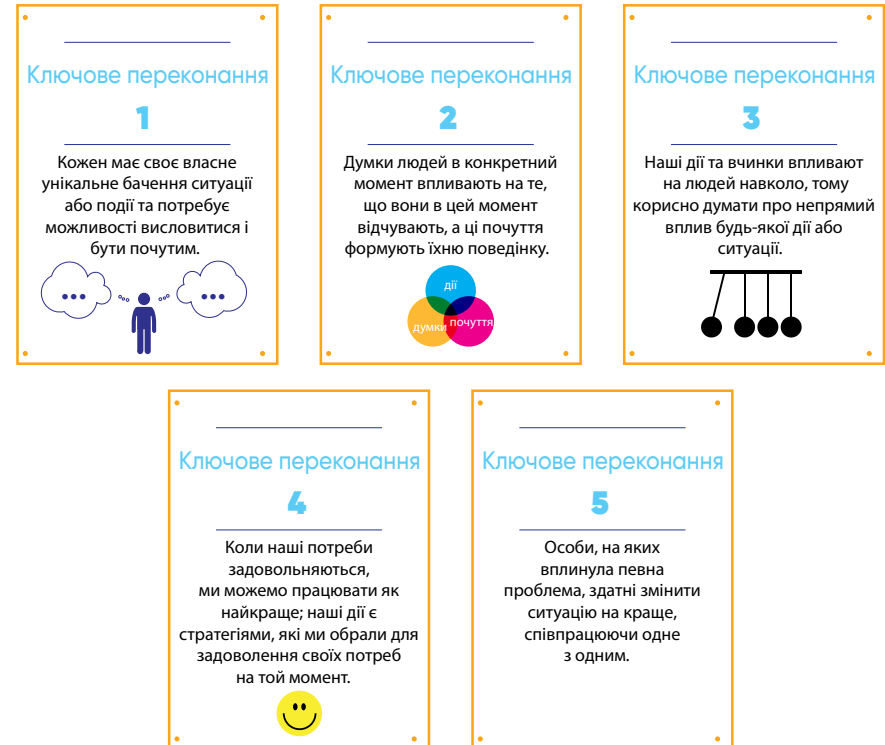 Ключове переконання
1
Кожен має своє власне
унікальне бачення ситуації
або події та потребує
можливості висловитися і
бути почутим.
Ключове переконання
2
Думки людей в конкретний
момент впливають на те,
що вони в цей момент
відчувають, а ці почуття
формують їхню поведінку.
дії
думки
почуття
Ключове переконання
3
Наші дії та вчинки впливають
на людей навколо, тому
корисно думати про непрямий
вплив будь-якої дії або
ситуації.
Ключове переконання
4
Коли наші потреби
задовольняються,
ми можемо працювати як
найкраще; наші дії є
стратегіями, які ми обрали для
задоволення своїх потреб
на той момент.
Ключове переконання
5
Особи, на яких
вплинула певна
проблема, здатні змінити
ситуацію на краще,
співпрацюючи одне
з одним.